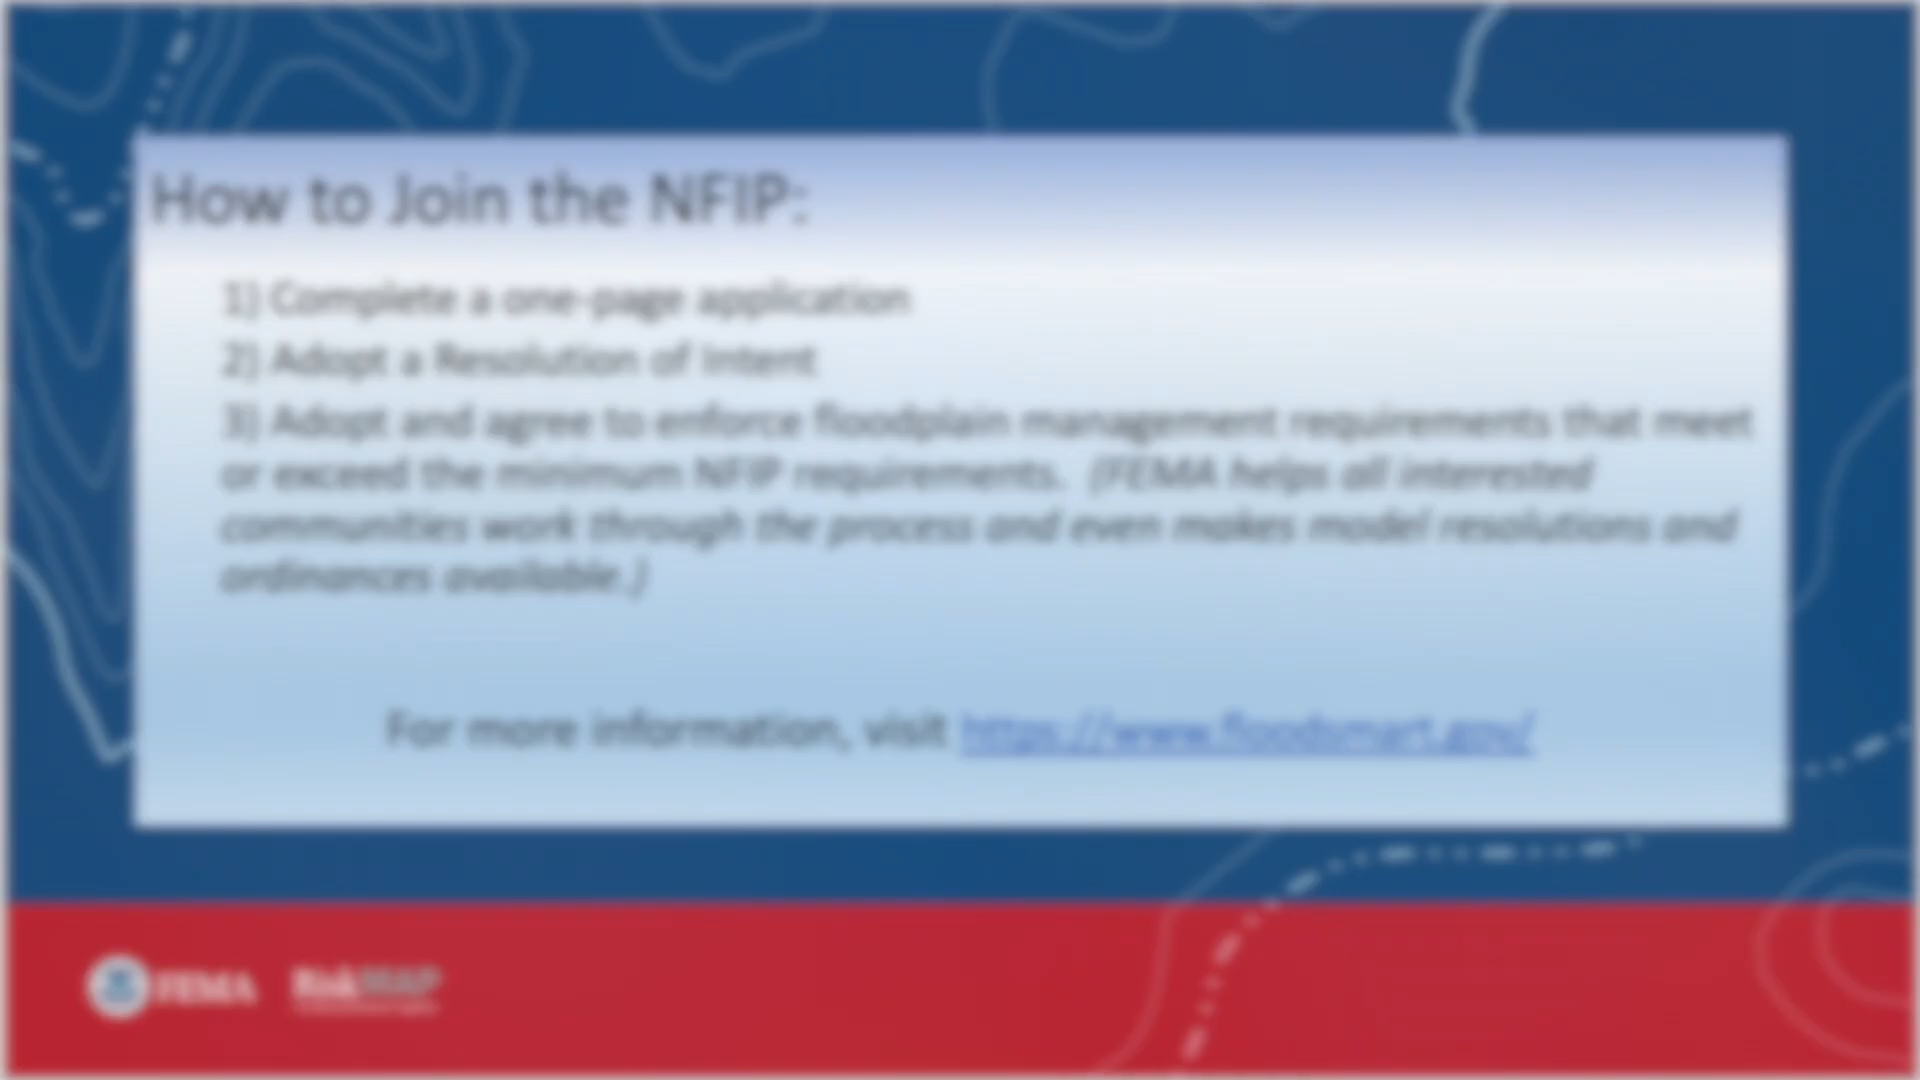 How to Join the NFIP:
1) Complete a one-page application
2) Adopt a Resolution of Intent
3) Adopt and agree to enforce floodplain management requirements that meet
or exceed the minimum NFIP requirements. (FEMA helps all interested
communities work through the process and even makes model resolutions and
ordinances available.)
For more information, visit https://www.floodsmart.gov/
FEMA
RiskMAP